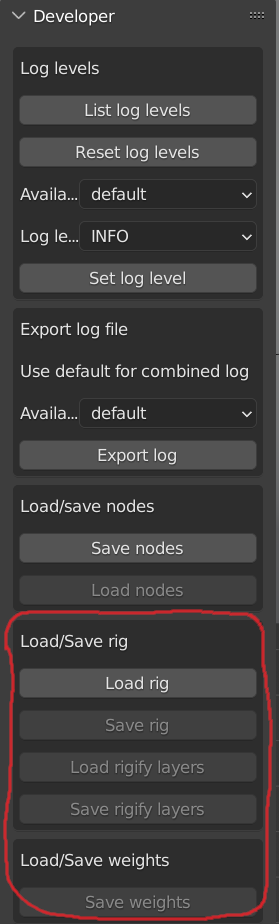 Developer
Log levels
List log levels
Reset log levels
Availa... default
Log le... INFO
Set log level
Export log file
Use default for combined log
Availa... default
Export log
Load/save nodes
Save nodes
Load nodes
Load/Save rig
Load rig
Save rig
Load rigify layers
Save rigify layers
Load/Save weights
Save weights